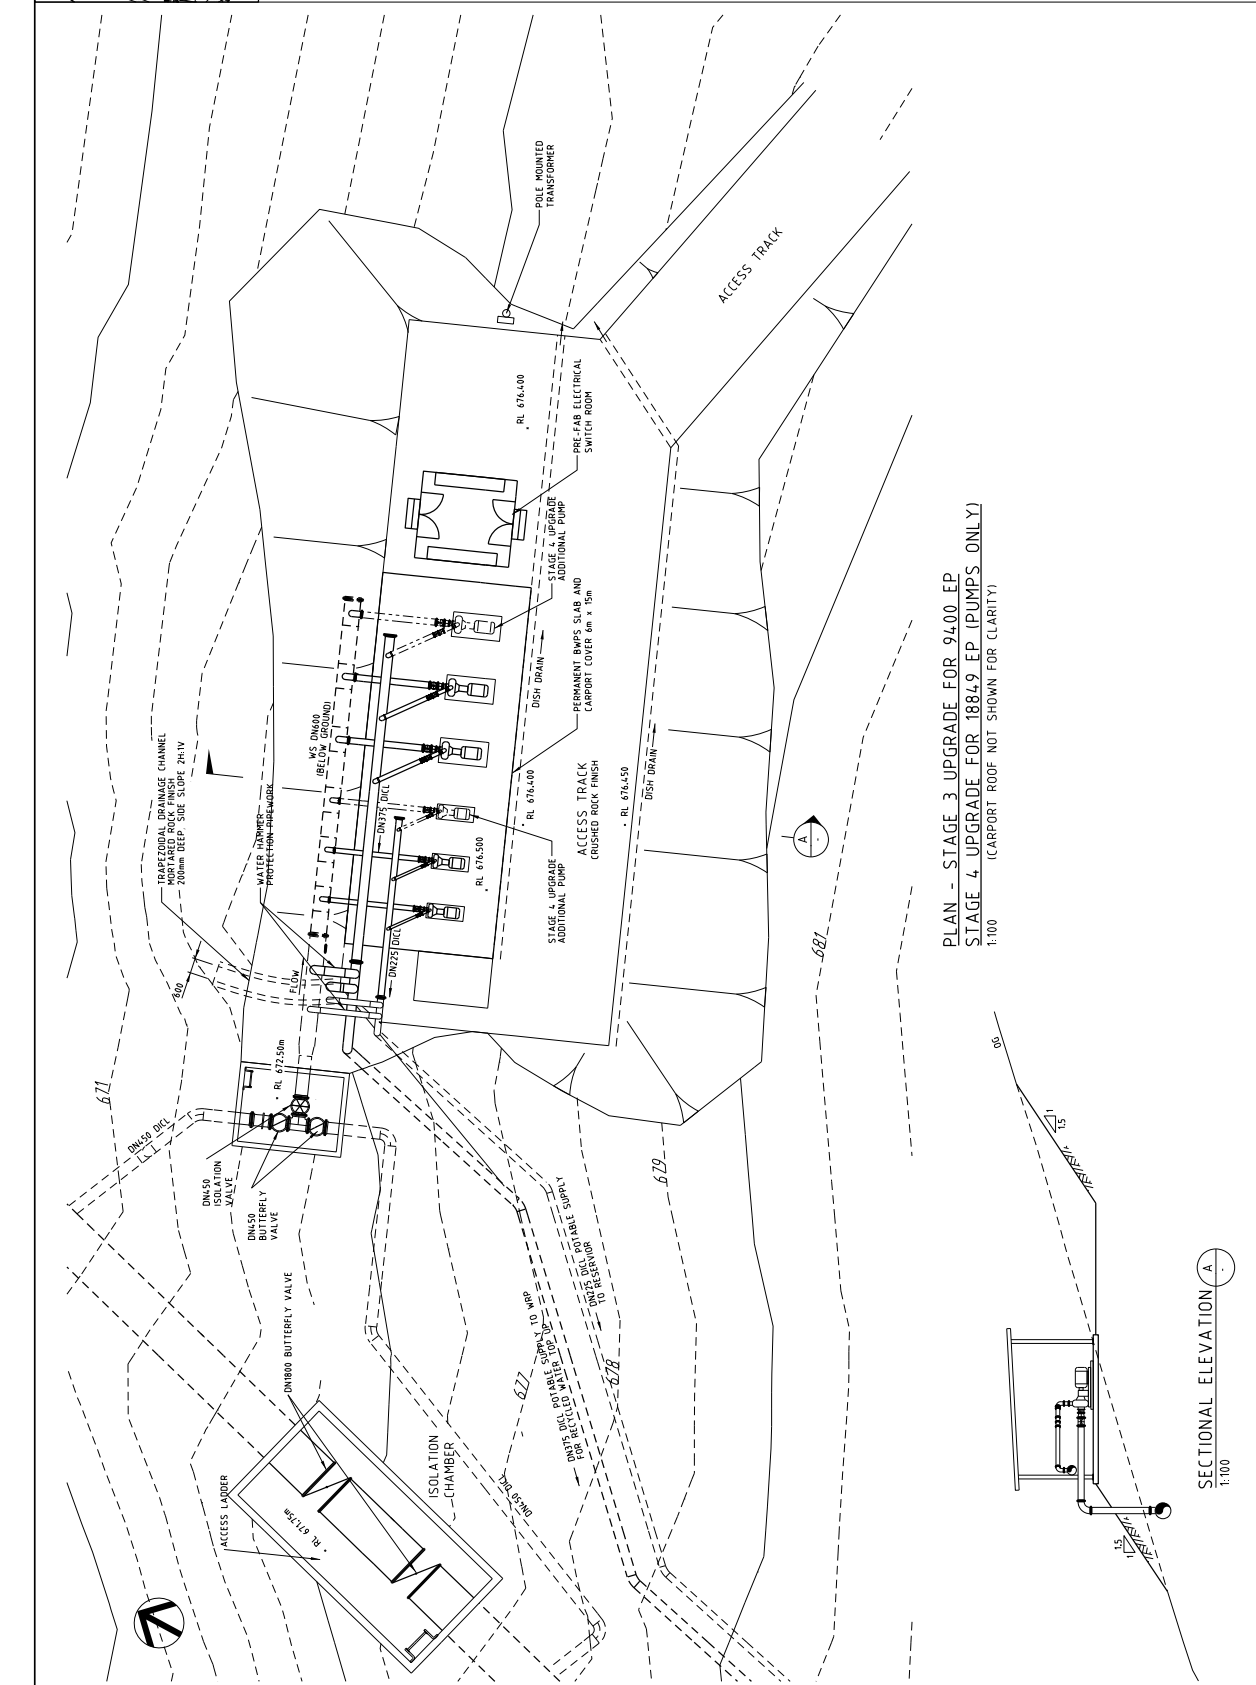 POLE MOUNTED
TRANSFORMER
ACCESS TRACK
RL 676.400
PRE-FAB ELECTRICAL
SWITCH ROOM
STAGE 4 UPGRADE
ADDITIONAL PUMP
PERMANENT BWPS SLAB AND
CARPORT COVER 6m x 15m
DISH DRAIN
WS DN600
(BELOW GROUND)
TRAPEZOIDAL DRAINAGE CHANNEL
MORTARED ROCK FINISH
200mm DEEP, SIDE SLOPE 2H:1V
WATER HAMMER
PROTECTION PIPEWORK
DN375 DICL
RL 676.500
RL 676.400
ACCESS TRACK
CRUSHED ROCK FINISH
RL 676.450
DISH DRAIN
STAGE 4 UPGRADE
ADDITIONAL PUMP
DN225 DICL
FLOW
600
A
681
671
RL 672.50m
DN450 DICL
DN450
ISOLATION
VALVE
DN450
BUTTERFLY
VALVE
679
DN225 DICL POTABLE SUPPLY
TO RESERVIOR
DN375 DICL POTABLE SUPPLY TO WRP
FOR RECYCLED WATER TOP UP
677
678
DN1800 BUTTERFLY VALVE
ISOLATION
CHAMBER
ACCESS LADDER
RL 671.75m
DN450 DICL
PLAN - STAGE 3 UPGRADE FOR 9400 EP
STAGE 4 UPGRADE FOR 18849 EP (PUMPS ONLY)
1:100 (CARPORT ROOF NOT SHOWN FOR CLARITY)
OG
1
1.5
1.5
1
SECTIONAL ELEVATION A
1:100